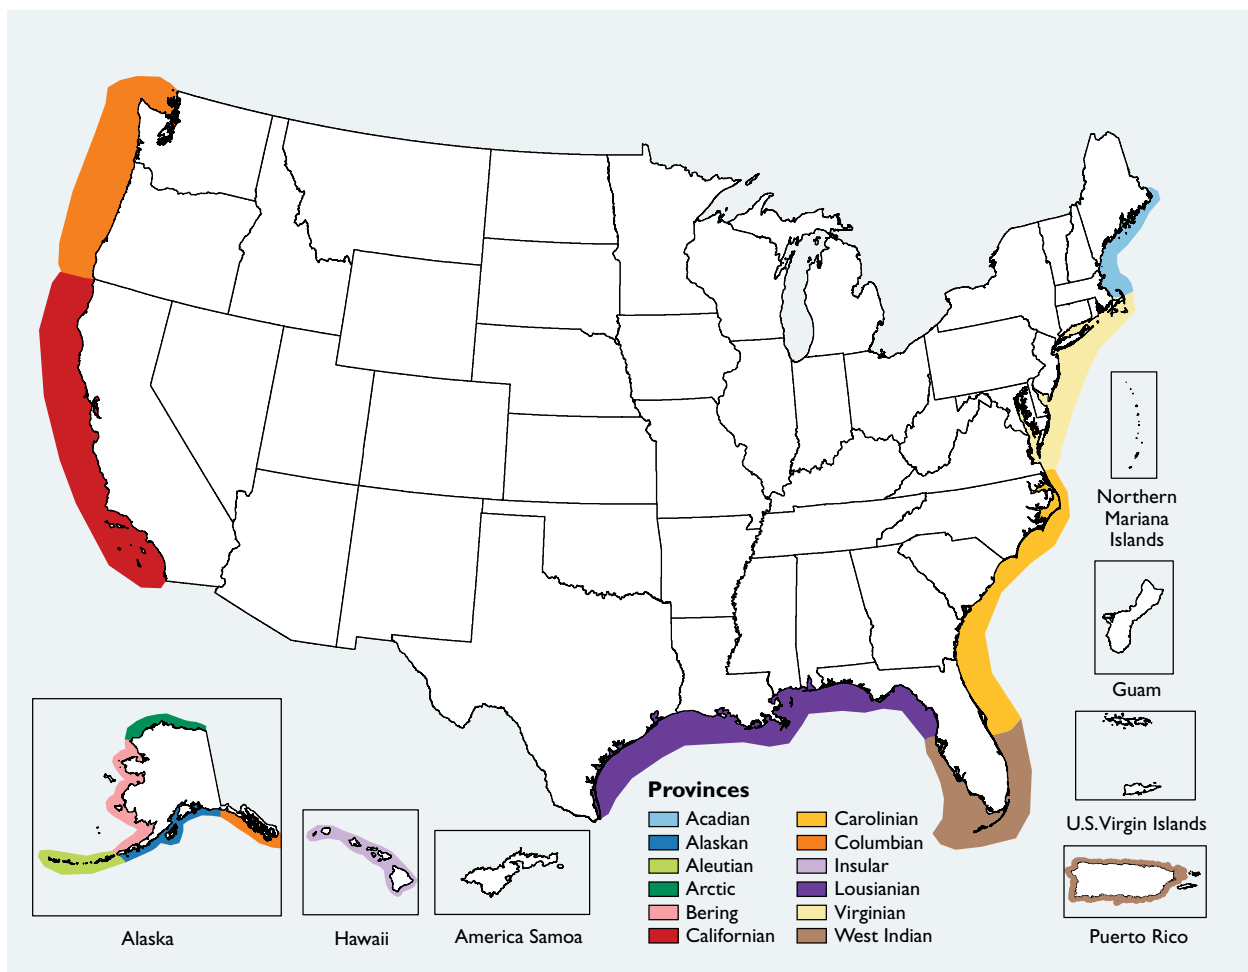 Northern
Mariana
Islands
Guam
U.S.Virgin Islands
Puerto Rico
Alaska
Hawaii
America Samoa
Provinces
Acadian
Alaskan
Aleutian
Arctic
Bering
Californian
Carolinian
Columbian
Insular
Lousianian
Virginian
West Indian